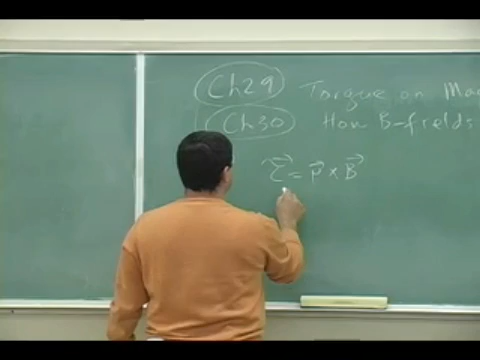 Ch29 Torque on Ma
Ch30 How B-fields
τ⃗ = P⃗ × B⃗